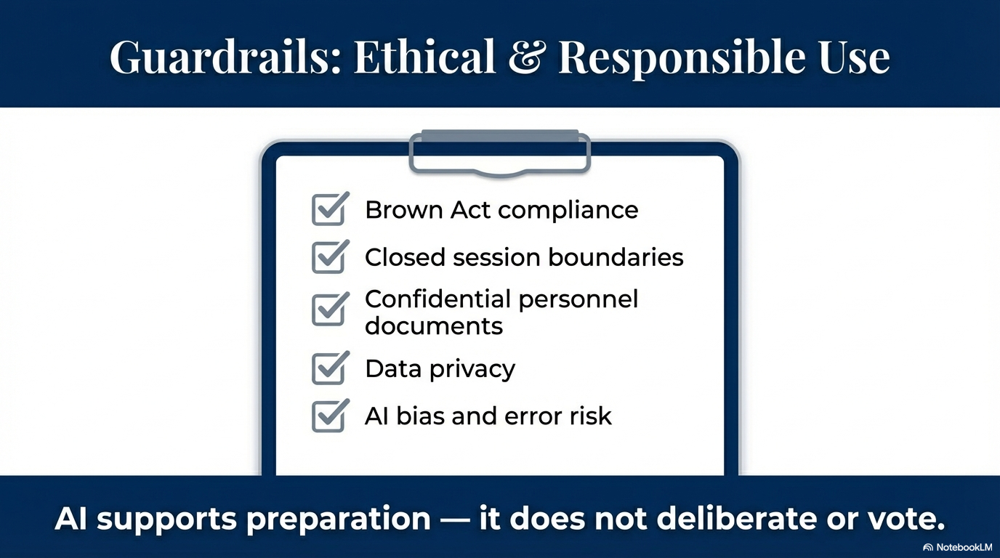 Guardrails: Ethical & Responsible Use
Brown Act compliance
Closed session boundaries
Confidential personnel
documents
Data privacy
AI bias and error risk
AI supports preparation — it does not deliberate or vote.
NotebookLM